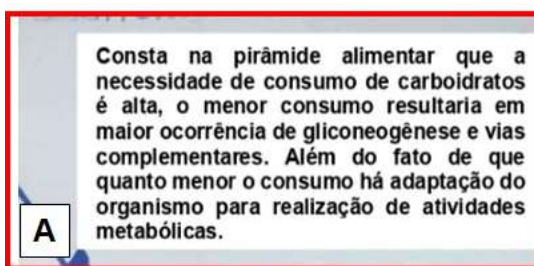 Consta na pirâmide alimentar que a
necessidade de consumo de carboidratos
é alta, o menor consumo resultaria em
maior ocorrência de gliconeogênese e vias
complementares. Além do fato de que
quanto menor o consumo há adaptação do
organismo para realização de atividades
metabólicas.
A